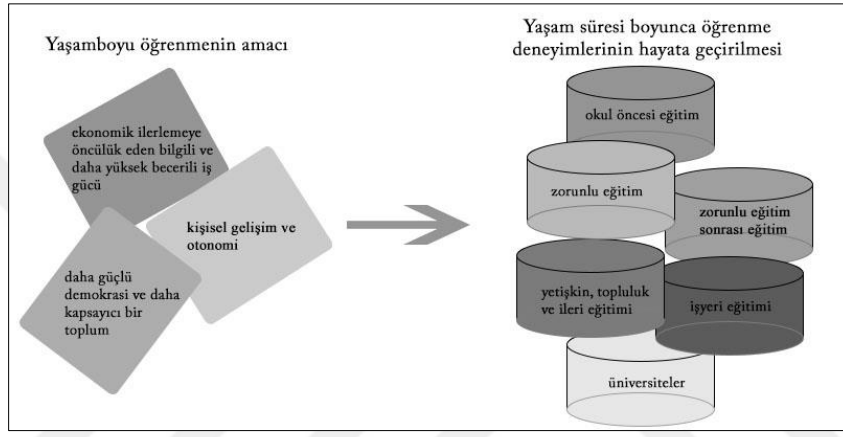 Yaşamboyu öğrenmenin amacı
ekonomik ilerlemeye
öncülük eden bilgili ve
daha yüksek becerili iş
gücü
kişisel gelişim ve
otonomi
daha güçlü
demokrasi ve daha
kapsayıcı bir
toplum
Yaşam süresi boyunca öğrenme
deneyimlerinin hayata geçirilmesi
okul öncesi eğitim
zorunlu eğitim
zorunlu eğitim
sonrası eğitim
yetişkin, topluluk
ve ileri eğitimi
işyeri eğitimi
üniversiteler